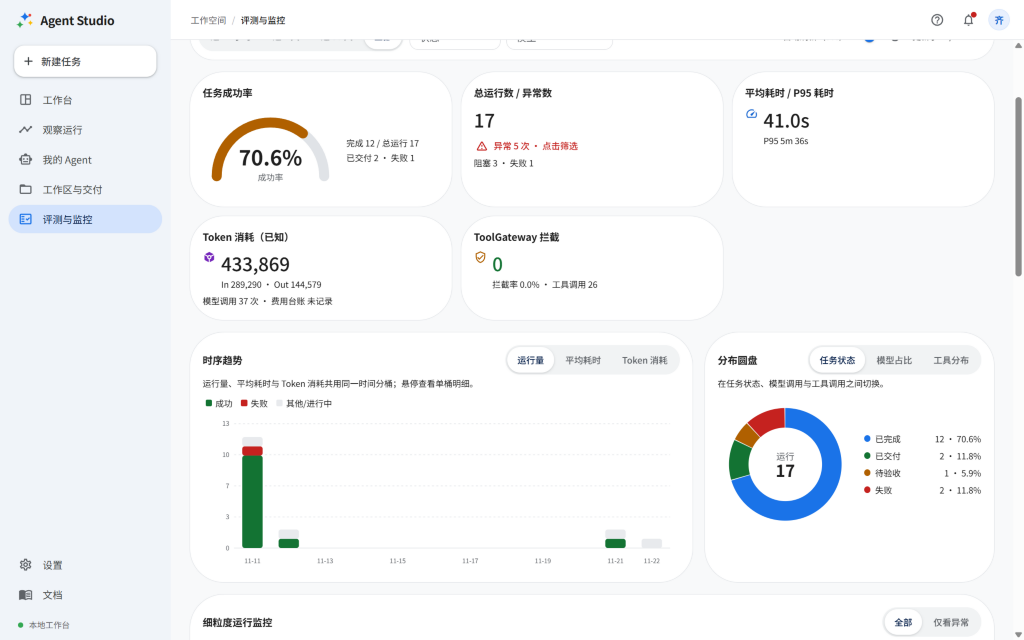 Agent Studio
工作空间 / 评测与监控
齐
新建任务
工作台
观察运行
我的 Agent
工作区与交付
评测与监控
设置
文档
本地工作台
任务成功率
70.6%
成功率
完成 12 / 总运行 17
已交付 2 · 失败 1
总运行数 / 异常数
17
异常 5 次 · 点击筛选
阻塞 3 · 失败 1
平均耗时 / P95 耗时
41.0s
P95 5m 36s
Token 消耗（已知）
433,869
In 289,290 · Out 144,579
模型调用 37 次 · 费用台账 未记录
ToolGateway 拦截
0
拦截率 0.0% · 工具调用 26
时序趋势
运行量 平均耗时 Token 消耗
运行量、平均耗时与 Token 消耗共用同一时间分桶；悬停查看单桶明细。
成功 失败 其他/进行中
13
10
7
3
0
11-11 11-13 11-15 11-17 11-19 11-21 11-22
分布圆盘
任务状态 模型占比 工具分布
在任务状态、模型调用与工具调用之间切换。
运行
17
已完成 12 · 70.6%
已交付 2 · 11.8%
待验收 1 · 5.9%
失败 2 · 11.8%
细粒度运行监控
全部 仅看异常